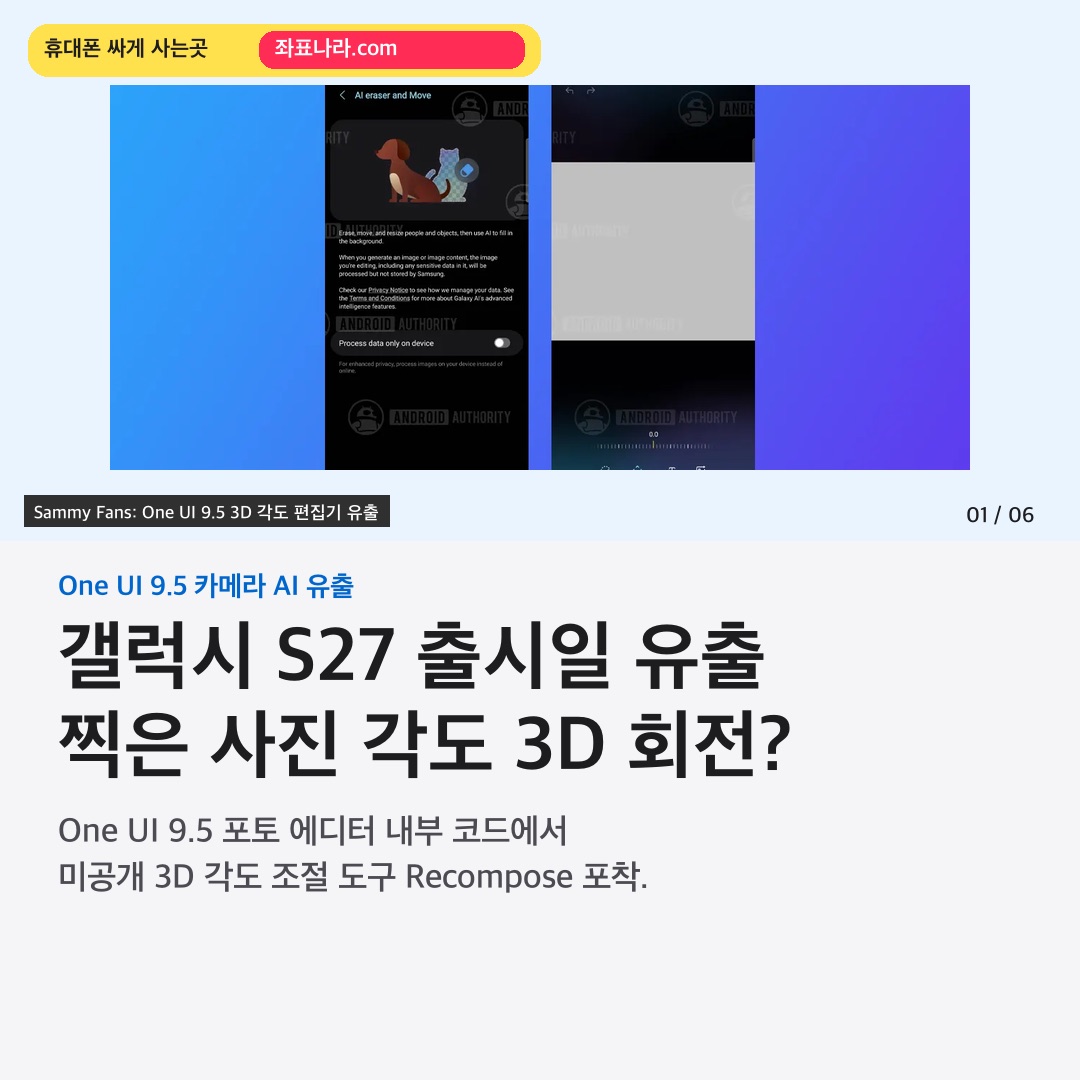 휴대폰 싸게 사는곳
좌표나라.com
AI eraser and Move
ANDROID
AUTHORITY
Erase, move, and resize people and objects, then use AI to fill in
the background.
When you generate an image or image content, the image
you're editing, including any sensitive data in it, will be
processed but not stored by Samsung.
Check our Privacy Notice to see how we manage your data. See
the Terms and Conditions for more about Galaxy AI's advanced
intelligence features.
ANDROID AUTHORITY
Process data only on device
For enhanced privacy, process images on your device instead of
online.
ANDROID AUTHORITY
ANDROID AUTHORITY
0.0
Sammy Fans: One UI 9.5 3D 각도 편집기 유출
01 / 06
One UI 9.5 카메라 AI 유출
갤럭시 S27 출시일 유출
찍은 사진 각도 3D 회전?
One UI 9.5 포토 에디터 내부 코드에서
미공개 3D 각도 조절 도구 Recompose 포착.